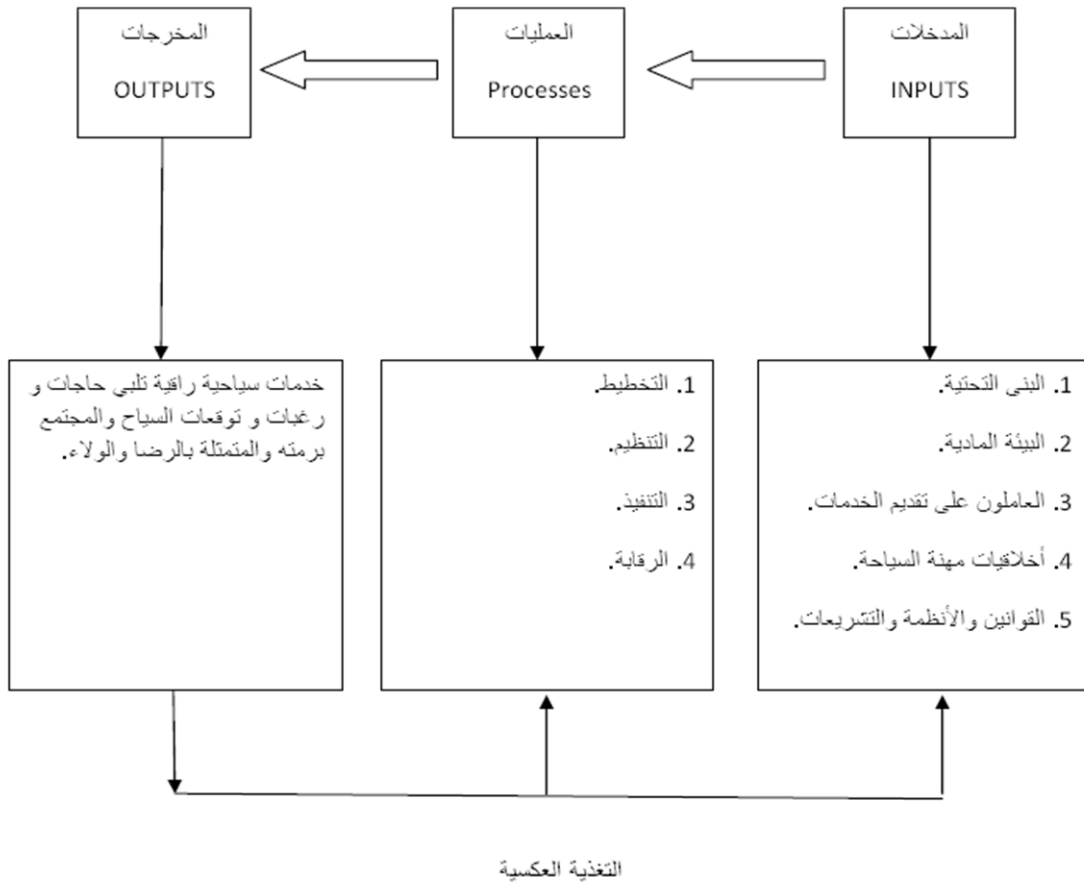 المدخلات
INPUTS
العمليات
Processes
المخرجات
OUTPUTS
1. البنى التحتية.
2. البيئة المادية.
3. العاملون على تقديم الخدمات.
4. أخلاقيات مهنة السياحة.
5. القوانين والأنظمة والتشريعات.
1. التخطيط.
2. التنظيم.
3. التنفيذ.
4. الرقابة.
خدمات سياحية راقية تلبي حاجات و
رغبات و توقعات السياح والمجتمع
برمته والمتمثلة بالرضا والولاء.
التغذية العكسية